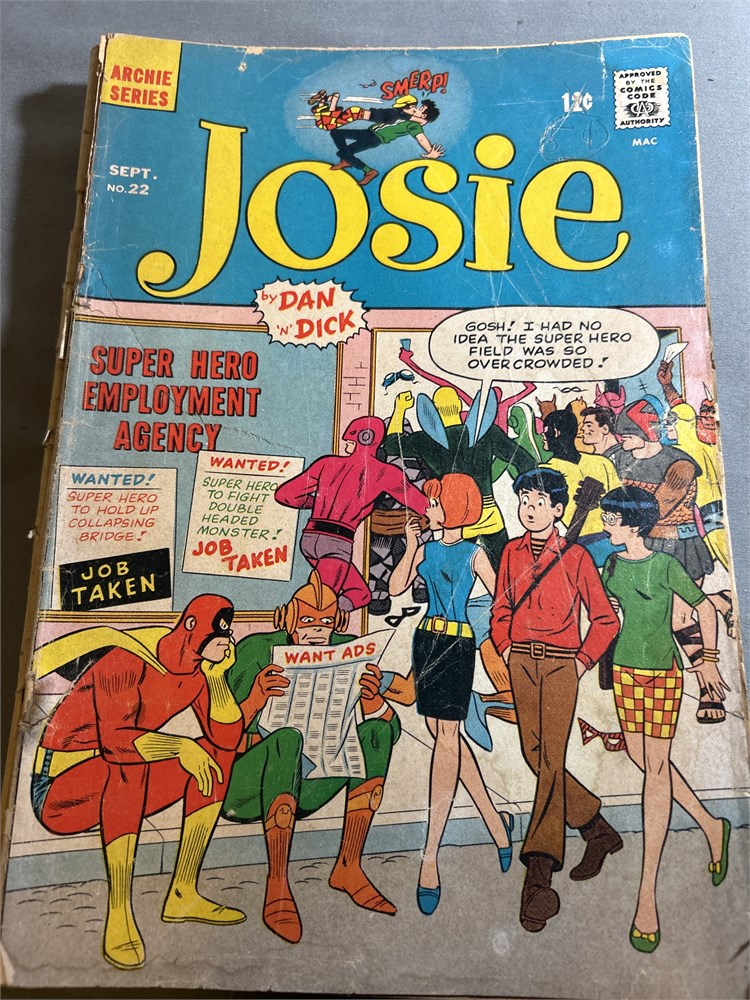 ARCHIE
SERIES
SMERP!
12¢
APPROVED
BY THE
COMICS
CODE
CA
AUTHORITY
MAC
SEPT.
NO. 22
Josie
by DAN
'N' DICK
GOSH! I HAD NO
IDEA THE SUPER HERO
FIELD WAS SO
OVERCROWDED!
SUPER HERO
EMPLOYMENT
AGENCY
WANTED!
SUPER HERO
TO HOLD UP
COLLAPSING
BRIDGE!
JOB
TAKEN
WANTED!
SUPER HERO
TO FIGHT
DOUBLE
HEADED
MONSTER!
JOB
TAKEN
WANT ADS